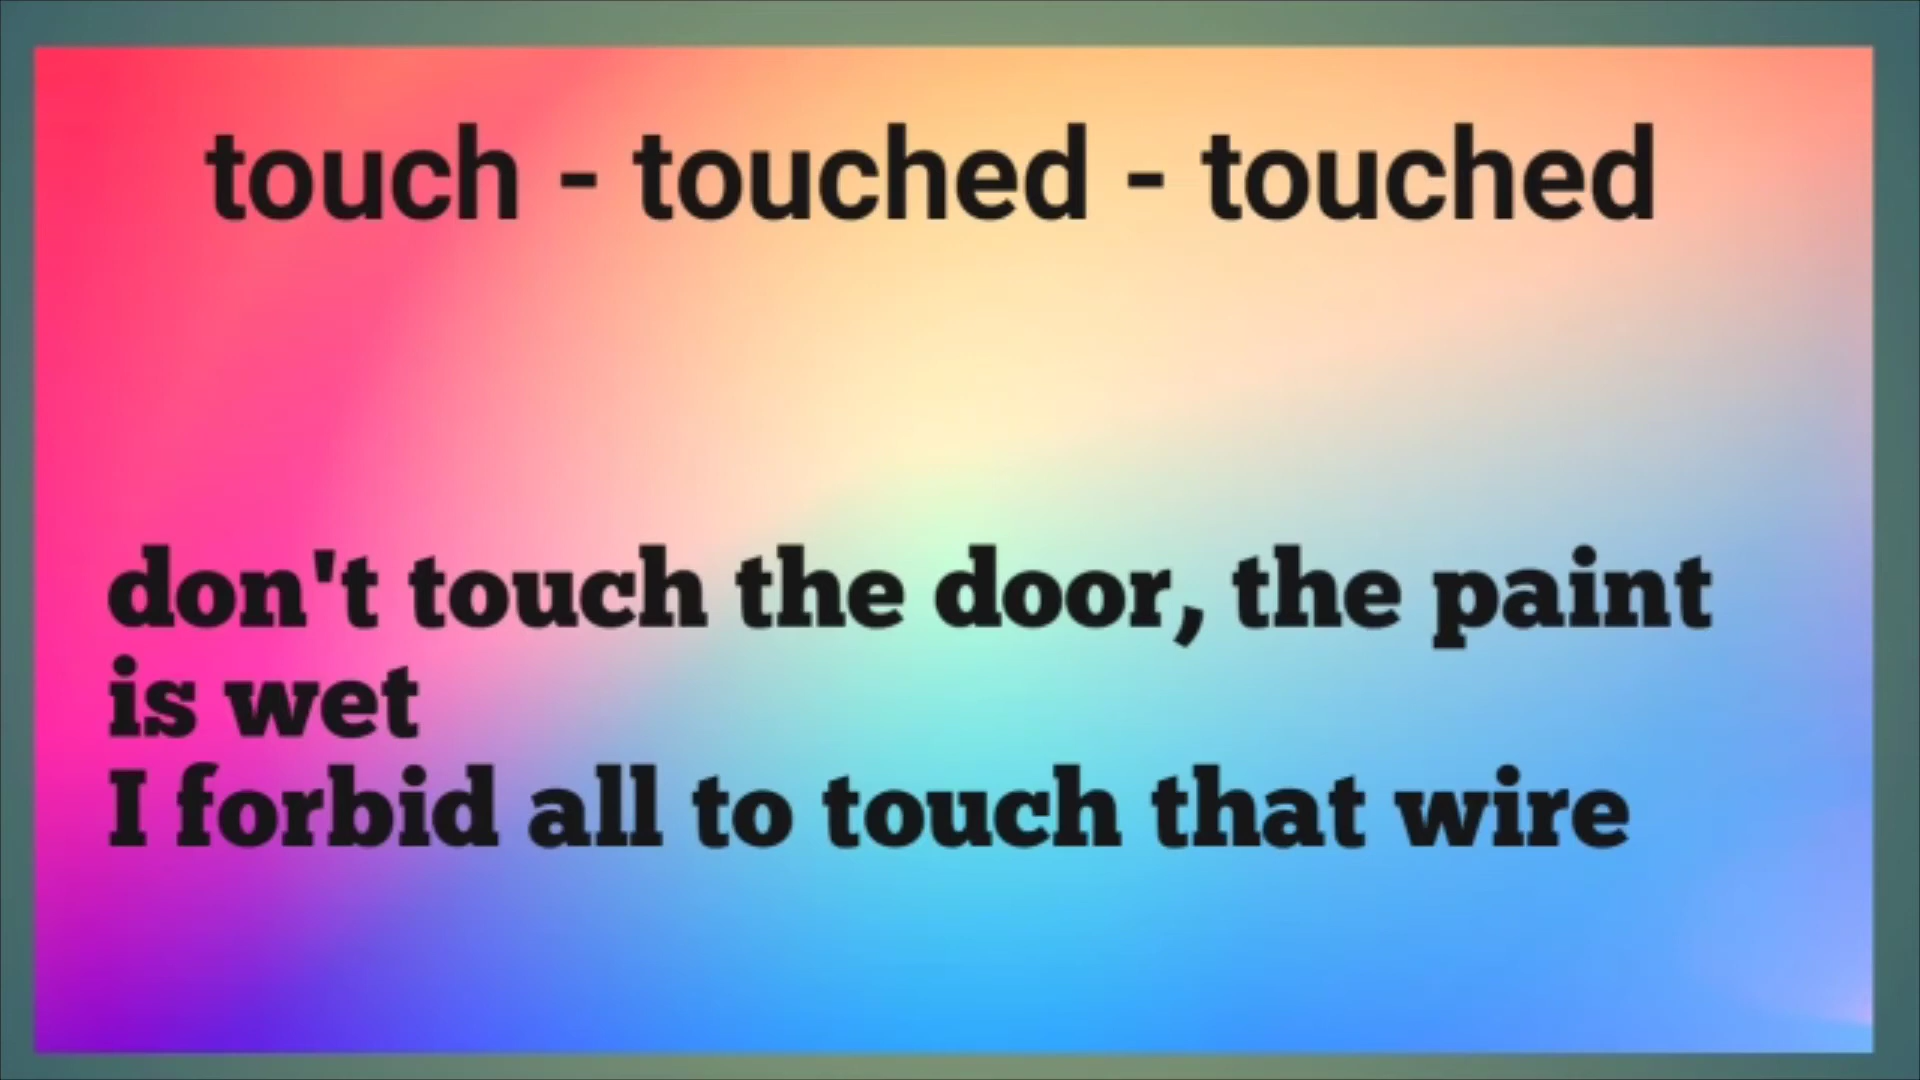 touch - touched - touched
don't touch the door, the paint
is wet
I forbid all to touch that wire